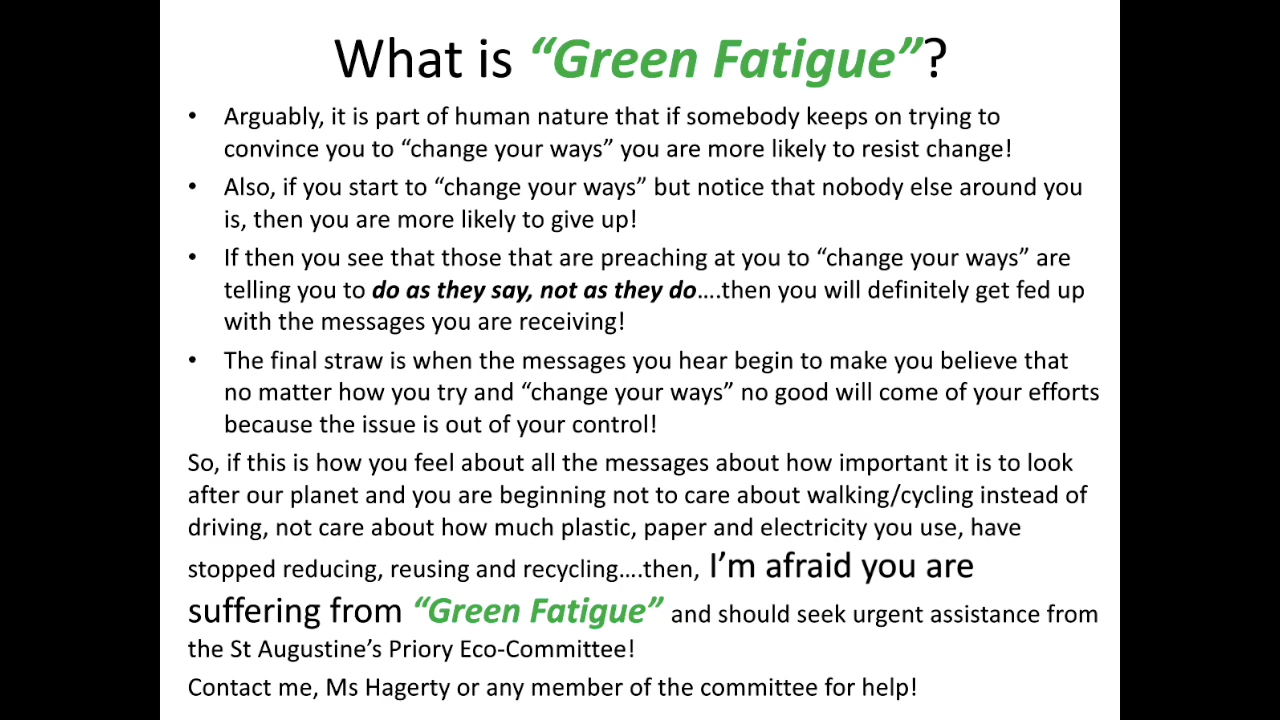 What is “Green Fatigue”?
• Arguably, it is part of human nature that if somebody keeps on trying to
convince you to “change your ways” you are more likely to resist change!
• Also, if you start to “change your ways” but notice that nobody else around you
is, then you are more likely to give up!
• If then you see that those that are preaching at you to “change your ways” are
telling you to do as they say, not as they do….then you will definitely get fed up
with the messages you are receiving!
• The final straw is when the messages you hear begin to make you believe that
no matter how you try and “change your ways” no good will come of your efforts
because the issue is out of your control!
So, if this is how you feel about all the messages about how important it is to look
after our planet and you are beginning not to care about walking/cycling instead of
driving, not care about how much plastic, paper and electricity you use, have
stopped reducing, reusing and recycling….then, I’m afraid you are
suffering from “Green Fatigue” and should seek urgent assistance from
the St Augustine’s Priory Eco-Committee!
Contact me, Ms Hagerty or any member of the committee for help!